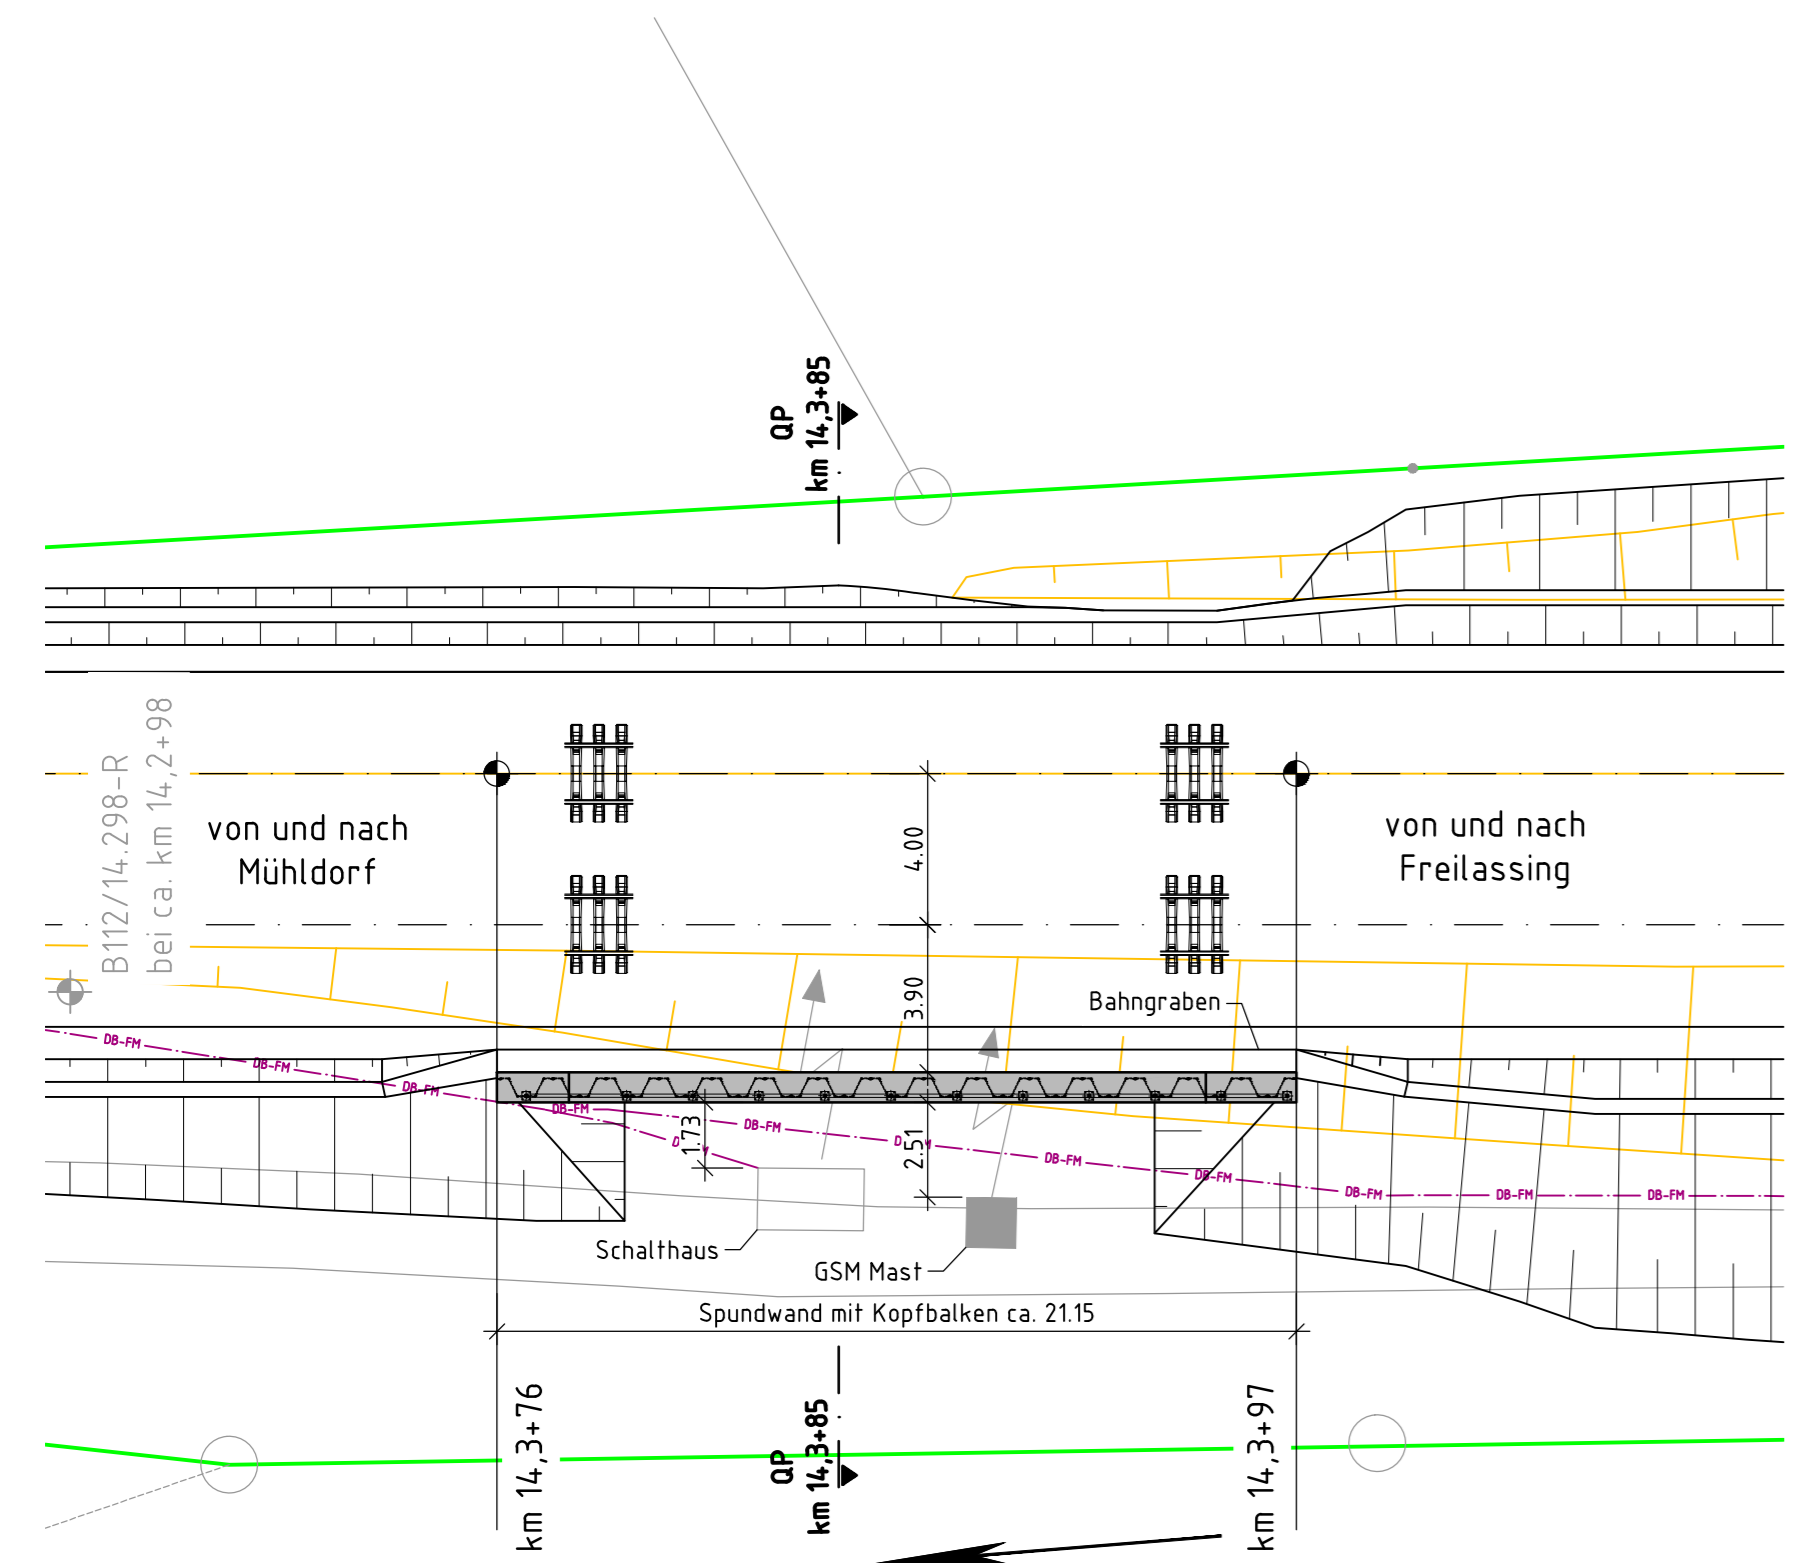 QP
km 14,3+85
B1112/14.298-R
bei ca. km 14,2+98
von und nach
Mühldorf
von und nach
Freilassing
4.00
3.90
Bahngraben
DB-FM
DB-FM
DB-FM
DB-FM
DB-FM
DB-FM
DB-FM
DB-FM
DB-FM
DB-FM
1.73
2.51
Schalthaus
GSM Mast
Spundwand mit Kopfbalken ca. 21.15
km 14,3+76
QP
km 14,3+85
km 14,3+97